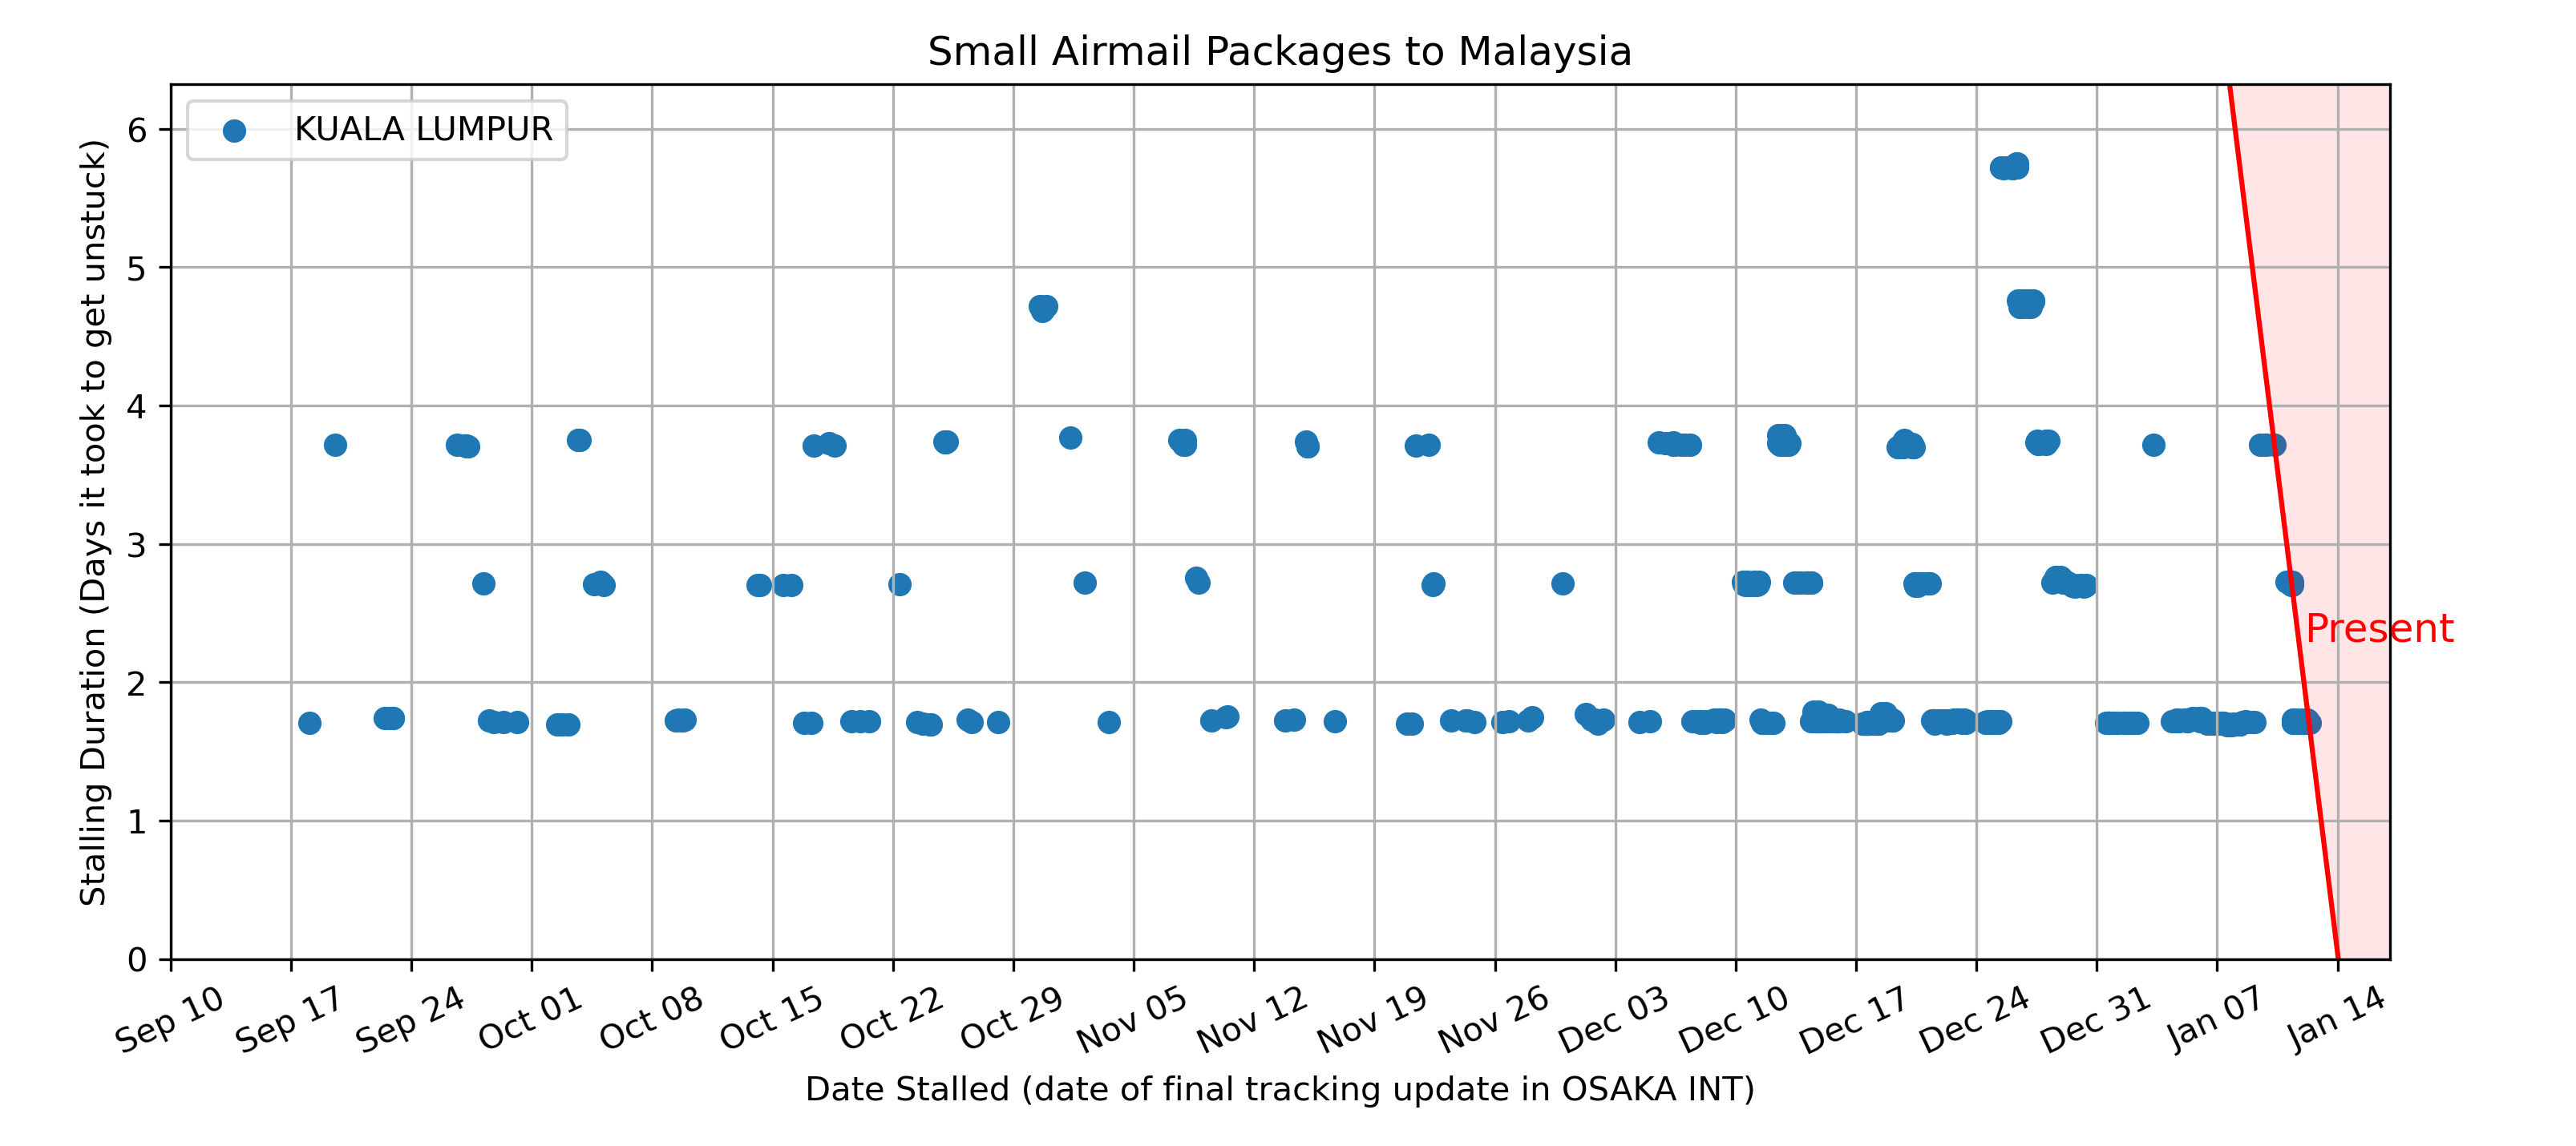 Small Airmail Packages to Malaysia
KUALA LUMPUR
Stalling Duration (Days it took to get unstuck)
6
5
4
3
2
1
0
Present
Sep 10
Sep 17
Sep 24
Oct 01
Oct 08
Oct 15
Oct 22
Oct 29
Nov 05
Nov 12
Nov 19
Nov 26
Dec 03
Dec 10
Dec 17
Dec 24
Dec 31
Jan 07
Jan 14
Date Stalled (date of final tracking update in OSAKA INT)